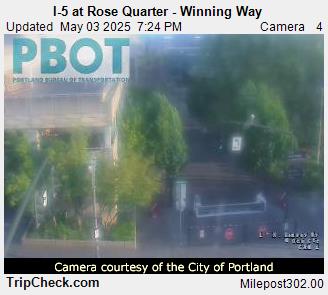 I-5 at Rose Quarter - Winning Way
Updated May 03 2025 7:24 PM Camera 4
PBOT
PORTLAND BUREAU OF TRANSPORTATION
Camera courtesy of the City of Portland
TripCheck.com Milepost302.00